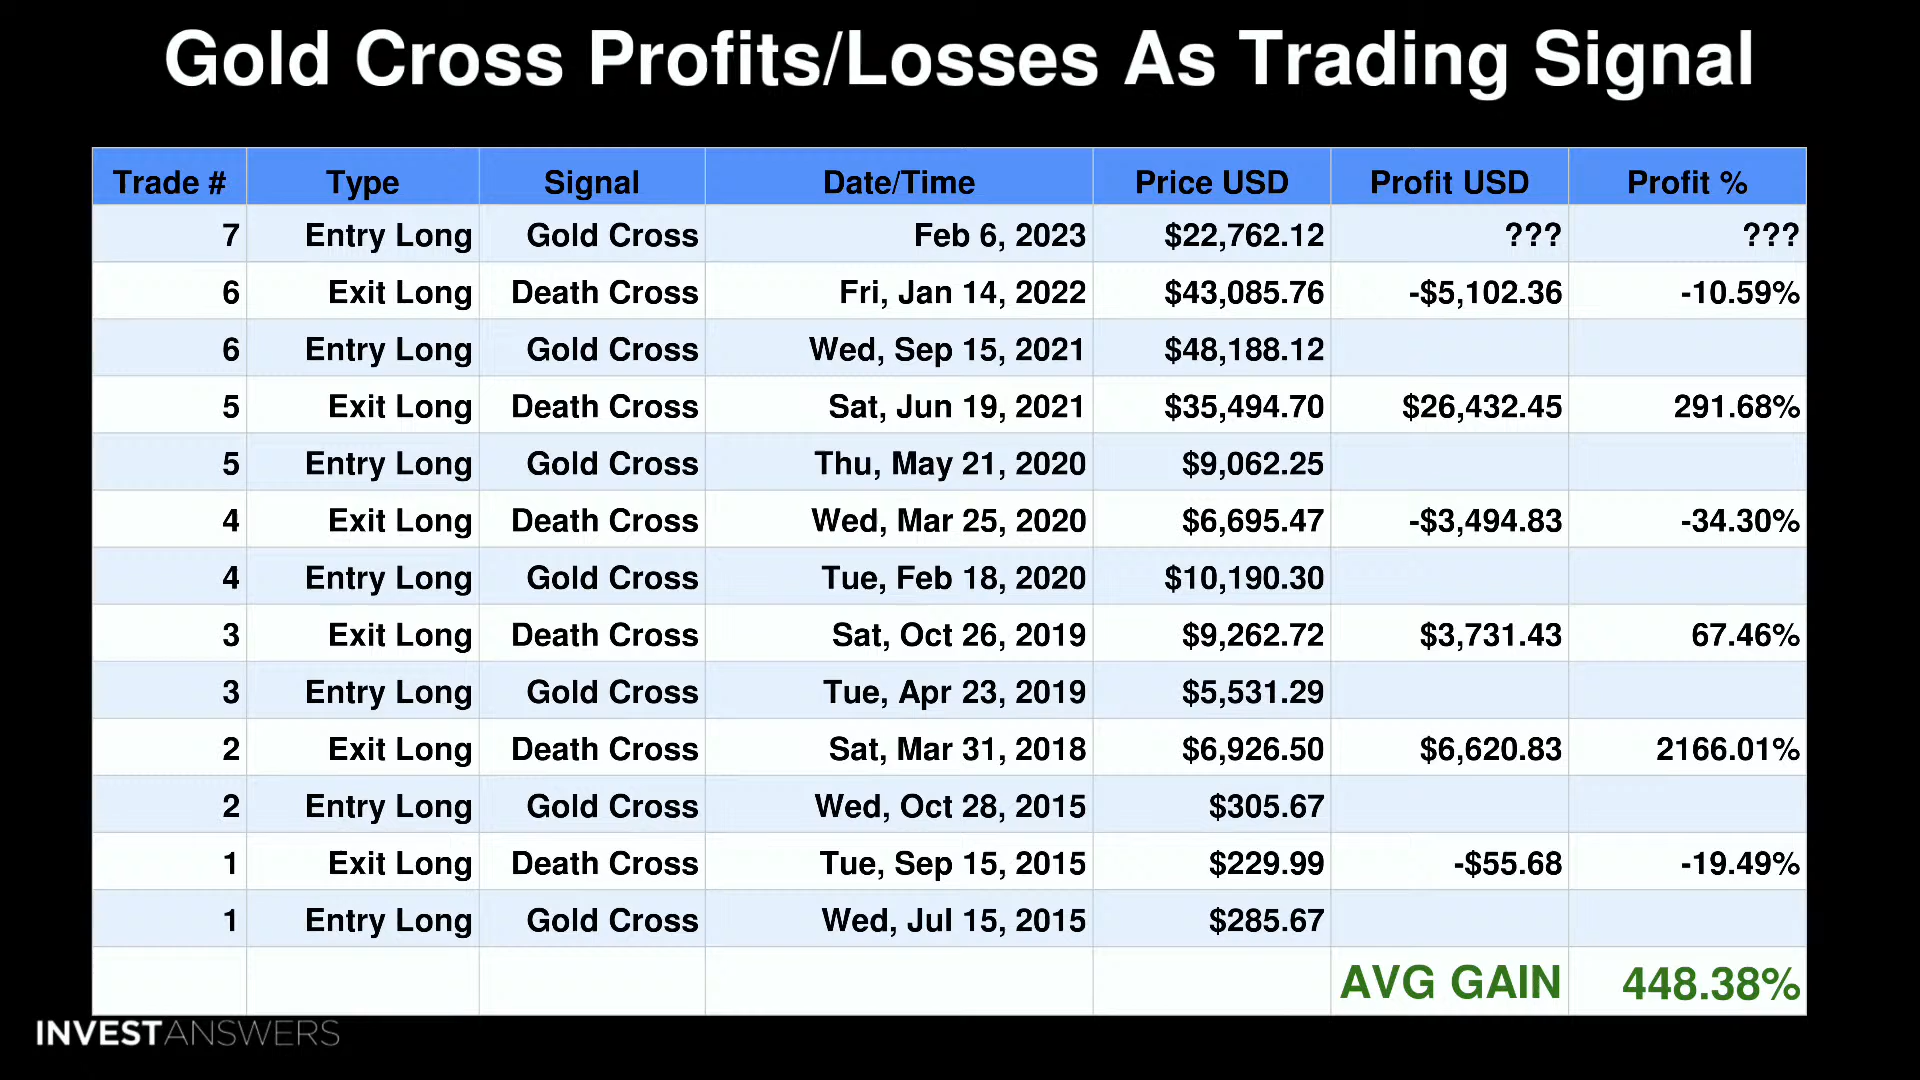 Gold Cross Profits/Losses As Trading Signal
Trade # Type Signal Date/Time Price USD Profit USD Profit %
7 Entry Long Gold Cross Feb 6, 2023 $22,762.12 ??? ???
6 Exit Long Death Cross Fri, Jan 14, 2022 $43,085.76 -$5,102.36 -10.59%
6 Entry Long Gold Cross Wed, Sep 15, 2021 $48,188.12
5 Exit Long Death Cross Sat, Jun 19, 2021 $35,494.70 $26,432.45 291.68%
5 Entry Long Gold Cross Thu, May 21, 2020 $9,062.25
4 Exit Long Death Cross Wed, Mar 25, 2020 $6,695.47 -$3,494.83 -34.30%
4 Entry Long Gold Cross Tue, Feb 18, 2020 $10,190.30
3 Exit Long Death Cross Sat, Oct 26, 2019 $9,262.72 $3,731.43 67.46%
3 Entry Long Gold Cross Tue, Apr 23, 2019 $5,531.29
2 Exit Long Death Cross Sat, Mar 31, 2018 $6,926.50 $6,620.83 2166.01%
2 Entry Long Gold Cross Wed, Oct 28, 2015 $305.67
1 Exit Long Death Cross Tue, Sep 15, 2015 $229.99 -$55.68 -19.49%
1 Entry Long Gold Cross Wed, Jul 15, 2015 $285.67
AVG GAIN 448.38%
INVESTANSWERS